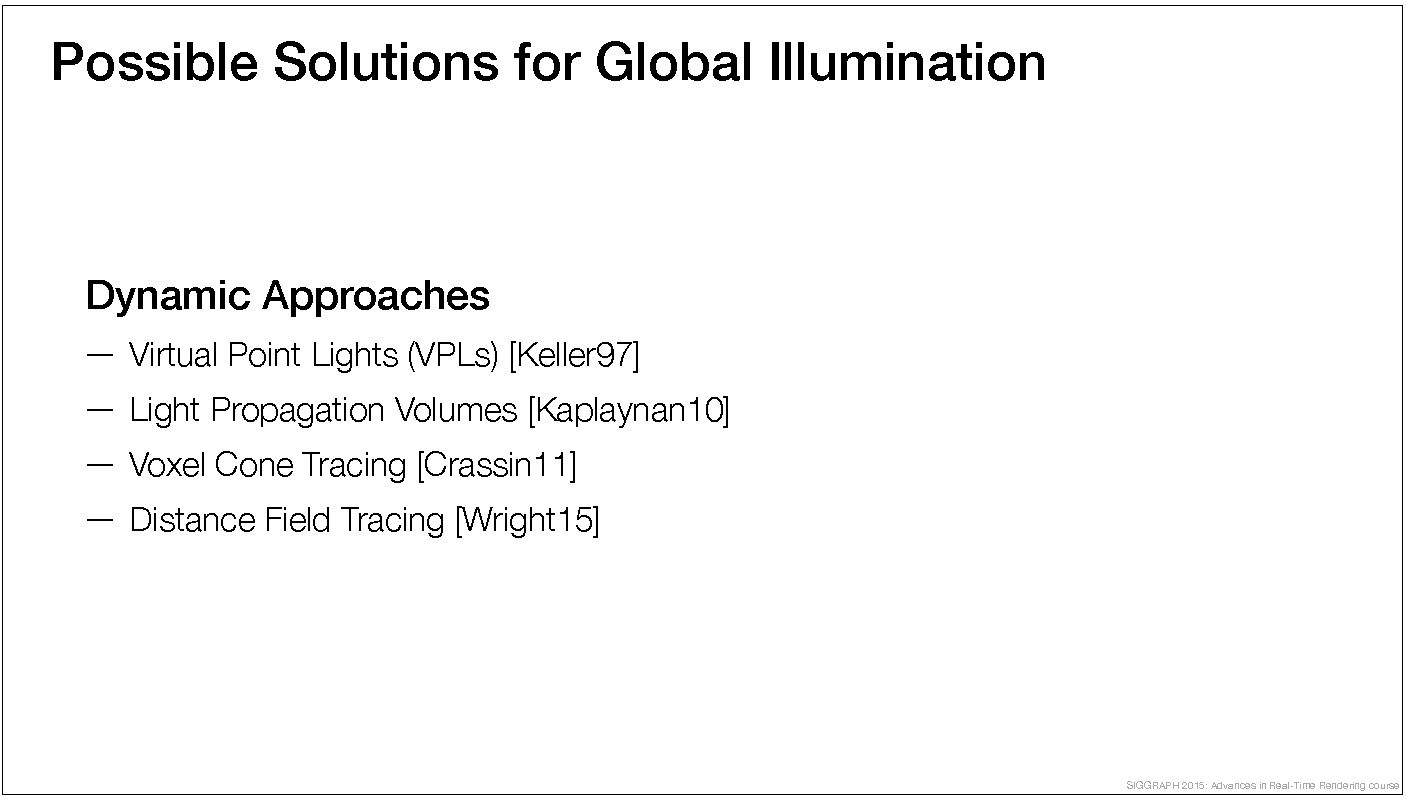 Possible Solutions for Global Illumination
Dynamic Approaches
— Virtual Point Lights (VPLs) [Keller97]
— Light Propagation Volumes [Kaplaynan10]
— Voxel Cone Tracing [Crassin11]
— Distance Field Tracing [Wright15]
SIGGRAPH 2015: Advances in Real-Time Rendering course